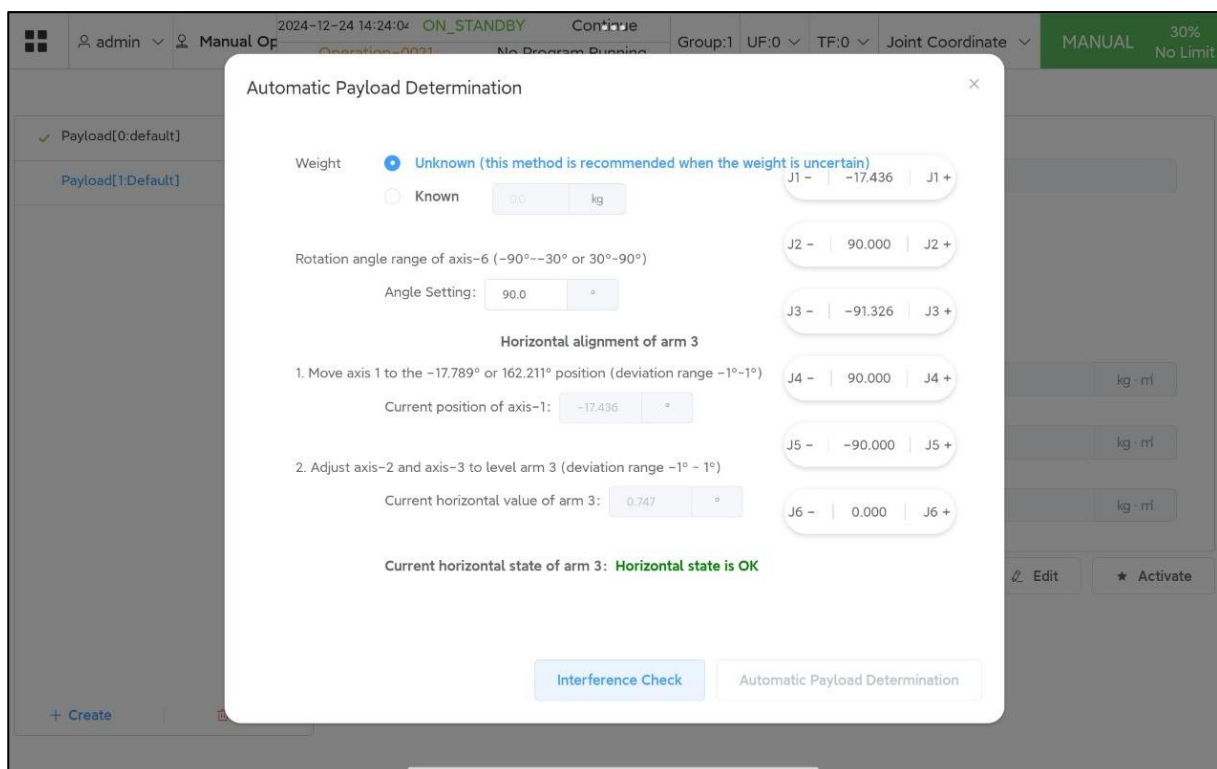 admin
Manual Op
2024-12-24 14:24:04 ON_STANDBY Continue
Operation-0021 No Program Running
Group:1 UF:0 TF:0 Joint Coordinate
MANUAL
30%
No Limit
Automatic Payload Determination
Payload[0:default]
Payload[1:Default]
Weight
Unknown (this method is recommended when the weight is uncertain)
Known 0.0 kg
J1 - -17.436 J1 +
J2 - 90.000 J2 +
Rotation angle range of axis-6 (-90°--30° or 30°-90°)
Angle Setting: 90.0 °
J3 - -91.326 J3 +
Horizontal alignment of arm 3
1. Move axis 1 to the -17.789° or 162.211° position (deviation range -1°-1°)
J4 - 90.000 J4 +
Current position of axis-1: -17.436 °
J5 - -90.000 J5 +
2. Adjust axis-2 and axis-3 to level arm 3 (deviation range -1° - 1°)
Current horizontal value of arm 3: 0.747 °
J6 - 0.000 J6 +
Current horizontal state of arm 3: Horizontal state is OK
kg·㎡
kg·㎡
kg·㎡
Edit
Activate
Interference Check
Automatic Payload Determination
+ Create